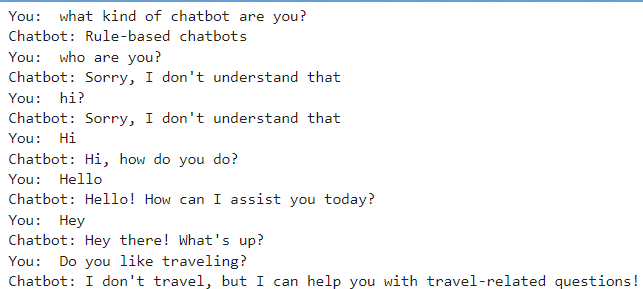 You:  what kind of chatbot are you?
Chatbot: Rule-based chatbots
You:  who are you?
Chatbot: Sorry, I don't understand that
You:  hi?
Chatbot: Sorry, I don't understand that
You:  Hi
Chatbot: Hi, how do you do?
You:  Hello
Chatbot: Hello! How can I assist you today?
You:  Hey
Chatbot: Hey there! What's up?
You:  Do you like traveling?
Chatbot: I don't travel, but I can help you with travel-related questions!